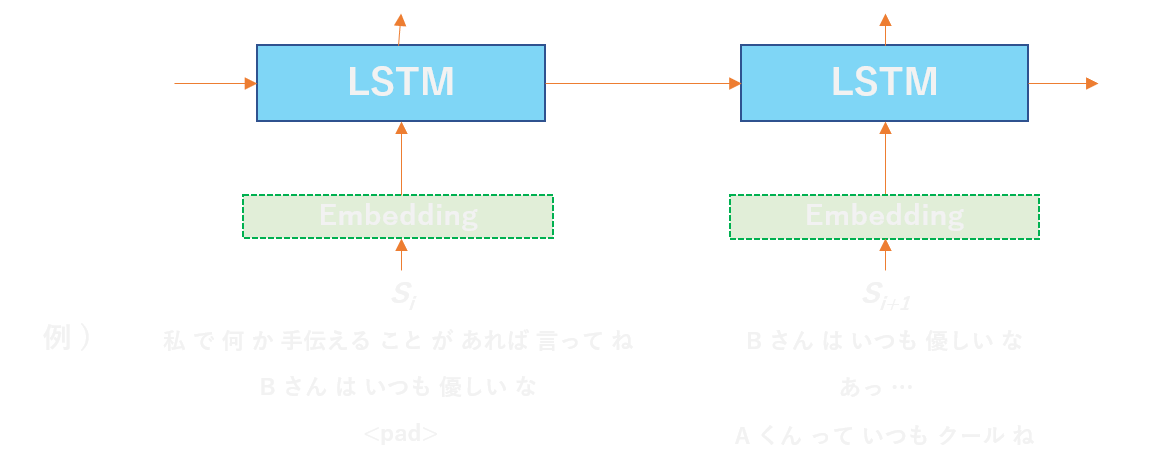 LSTM LSTM
Embedding Embedding
Si Si+1
例） 私 で 何 か 手伝える こと が あれば 言って ね B さん は いつも 優しい な
B さん は いつも 優しい な あっ …
<pad> A くん って いつも クール ね